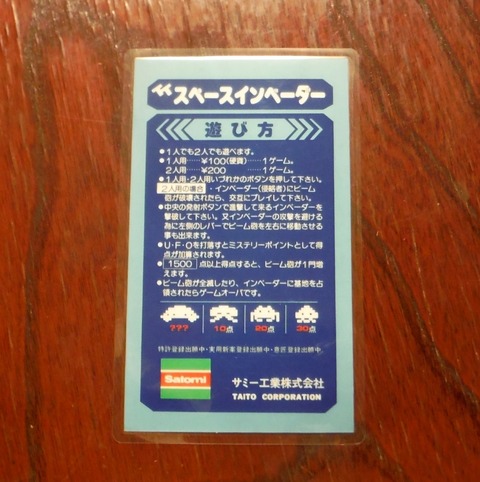 スペースインベーダー
遊び方
●1人でも2人でも遊べます。
●1人用……¥100(硬貨)……1ゲーム。
2人用……¥200 ……1ゲーム。
●1人用・2人用いづれかのボタンを押して下さい。
2人用の場合・インベーダー(侵略者)にビーム
砲が破壊されたら、交互にプレイして下さい。
●中央の発射ボタンで進撃して来るインベーダーを
撃破して下さい。又インベーダーの攻撃を避ける
為に左側のレバーでビーム砲を左右に移動させる
事も出来ます。
●U・F・Oを打落すとミステリーポイントとして得
点が加算されます。
●1500点以上得点すると、ビーム砲が1門増
えます。
●ビーム砲が全滅したり、インベーダーに基地を占
領されたらゲームオーバーです。
??? 10点 20点 30点
特許登録出願中・実用新案登録出願中・意匠登録出願中
Satomi
サミー工業株式会社
TAITO CORPORATION